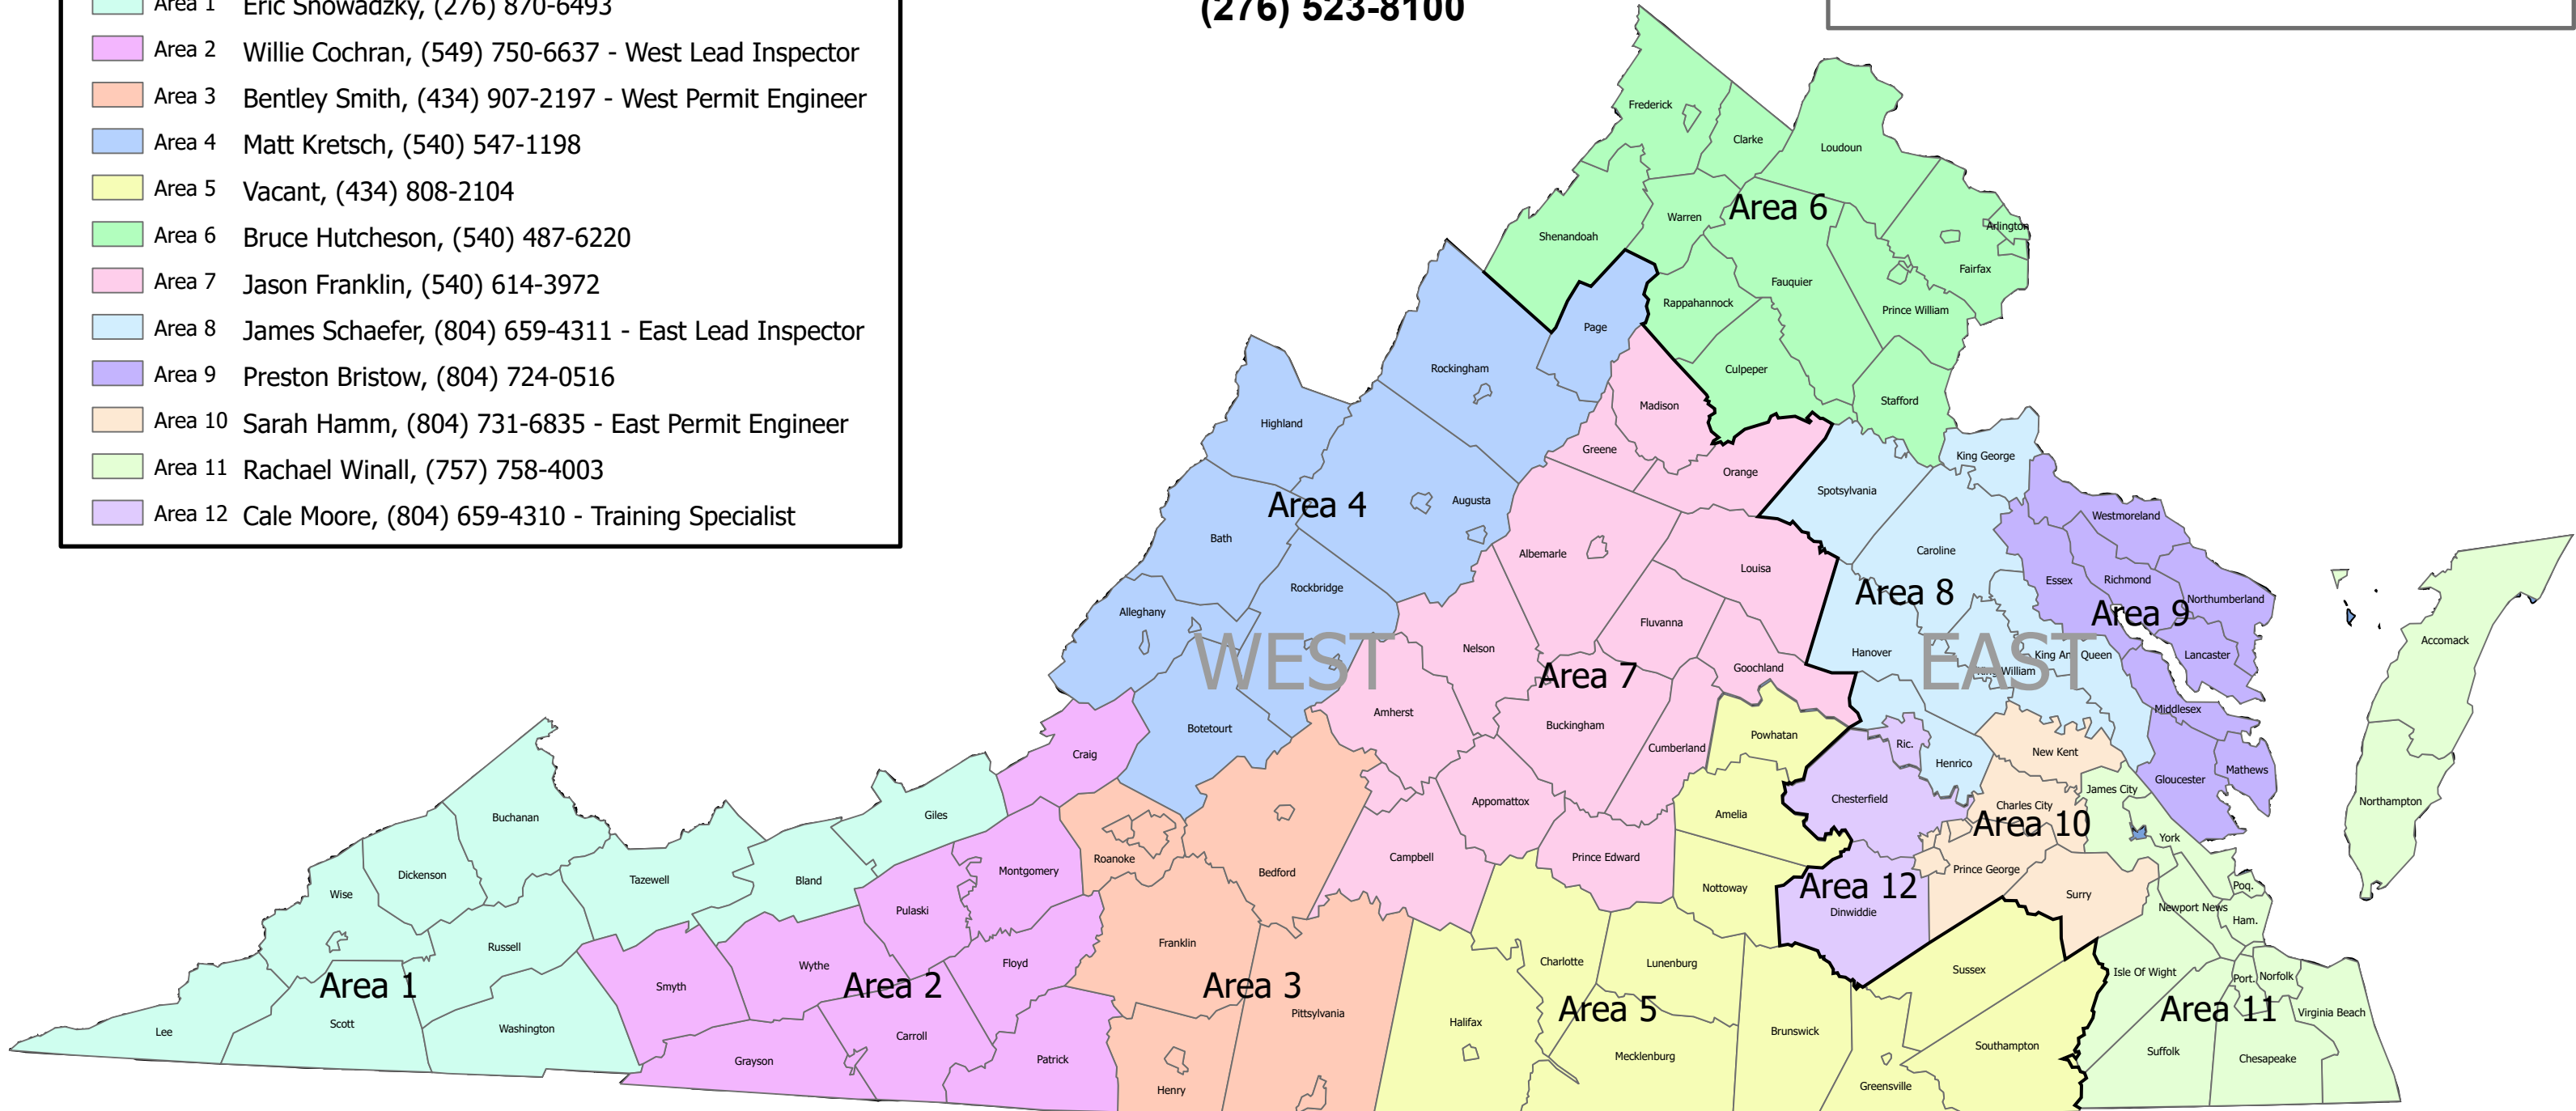 Area 1 Eric Snowadzky, (276) 870-6493
(276) 523-8100
Area 2 Willie Cochran, (549) 750-6637 - West Lead Inspector
Area 3 Bentley Smith, (434) 907-2197 - West Permit Engineer
Area 4 Matt Kretsch, (540) 547-1198
Area 5 Vacant, (434) 808-2104
Area 6 Bruce Hutcheson, (540) 487-6220
Area 7 Jason Franklin, (540) 614-3972
Area 8 James Schaefer, (804) 659-4311 - East Lead Inspector
Area 9 Preston Bristow, (804) 724-0516
Area 10 Sarah Hamm, (804) 731-6835 - East Permit Engineer
Area 11 Rachael Winall, (757) 758-4003
Area 12 Cale Moore, (804) 659-4310 - Training Specialist
Frederick
Clarke
Loudoun
Warren
Area 6
Shenandoah
Arlington
Fairfax
Fauquier
Rappahannock
Prince William
Page
Culpeper
Stafford
Rockingham
Madison
Highland
Greene
Orange
King George
Spotsylvania
Area 4
Augusta
Westmoreland
Bath
Albemarle
Caroline
Louisa
Essex
Richmond
Rockbridge
Area 8
Northumberland
Alleghany
Area 9
Fluvanna
Accomack
WEST
Nelson
EAST
Hanover
King And Queen
Lancaster
Goochland
King William
Area 7
Amherst
Middlesex
Botetourt
Buckingham
Powhatan
Ric.
Cumberland
New Kent
Craig
Henrico
Mathews
Gloucester
James City
Appomattox
Chesterfield
Northampton
Charles City
Giles
Amelia
Buchanan
Area 10
York
Roanoke
Campbell
Prince Edward
Montgomery
Bedford
Prince George
Dickenson
Tazewell
Bland
Nottoway
Area 12
Poq.
Wise
Surry
Pulaski
Dinwiddie
Newport News
Ham.
Franklin
Russell
Charlotte
Lunenburg
Floyd
Wythe
Sussex
Isle Of Wight
Port.
Norfolk
Smyth
Area 1
Area 2
Area 3
Area 5
Area 11
Pittsylvania
Virginia Beach
Halifax
Scott
Lee
Washington
Brunswick
Carroll
Southampton
Suffolk
Mecklenburg
Chesapeake
Grayson
Patrick
Henry
Greensville